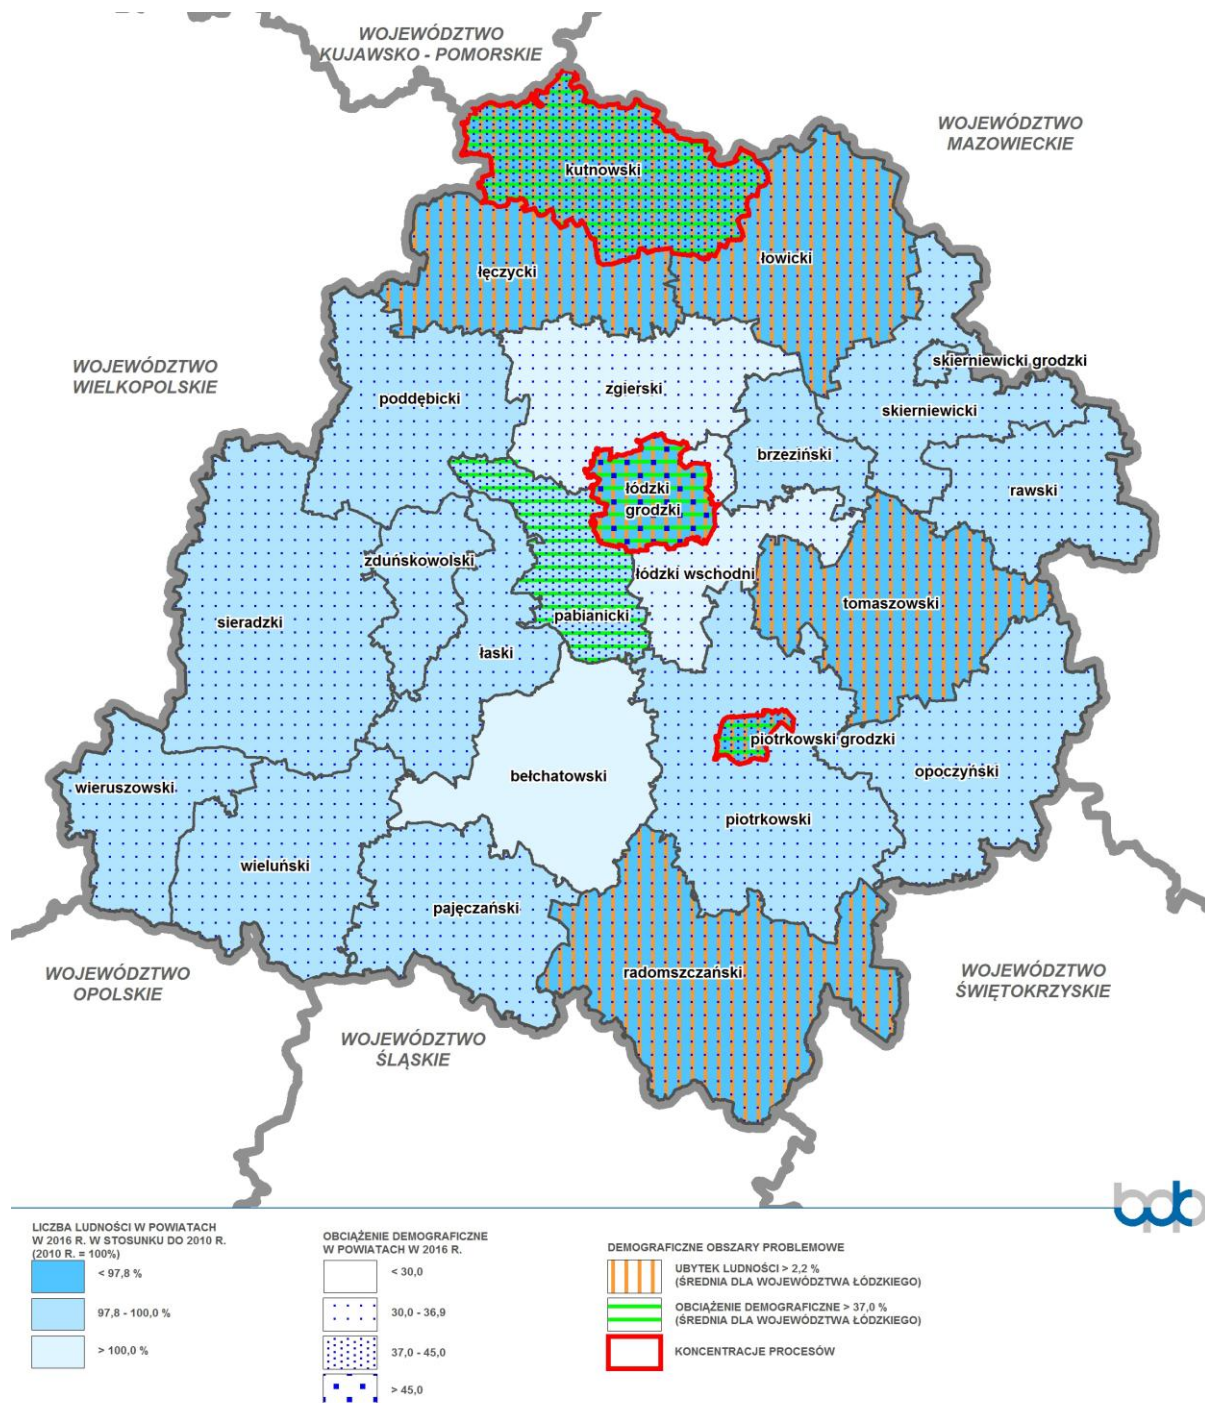 WOJEWÓDZTWO
KUJAWSKO - POMORSKIE
WOJEWÓDZTWO
MAZOWIECKIE
kutnowski
łęczycki
łowicki
WOJEWÓDZTWO
WIELKOPOLSKIE
skierniewicki grodzki
zgierski
poddębicki
skierniewicki
brzeziński
rawski
łódzki
grodzki
zduńskowolski
łódzki wschodni
tomaszowski
sieradzki
pabianicki
łaski
piotrkowski grodzki
opoczyński
bełchatowski
wieruszowski
piotrkowski
wieluński
pajęczański
radomszczański
WOJEWÓDZTWO
OPOLSKIE
WOJEWÓDZTWO
ŚWIĘTOKRZYSKIE
WOJEWÓDZTWO
ŚLĄSKIE
bpp
LICZBA LUDNOŚCI W POWIATACH
W 2016 R. W STOSUNKU DO 2010 R.
(2010 R. = 100%)
< 97,8 %
97,8 - 100,0 %
> 100,0 %
OBCIĄŻENIE DEMOGRAFICZNE
W POWIATACH W 2016 R.
< 30,0
30,0 - 36,9
37,0 - 45,0
> 45,0
DEMOGRAFICZNE OBSZARY PROBLEMOWE
UBYTEK LUDNOŚCI > 2,2 %
(ŚREDNIA DLA WOJEWÓDZTWA ŁÓDZKIEGO)
OBCIĄŻENIE DEMOGRAFICZNE > 37,0 %
(ŚREDNIA DLA WOJEWÓDZTWA ŁÓDZKIEGO)
KONCENTRACJE PROCESÓW